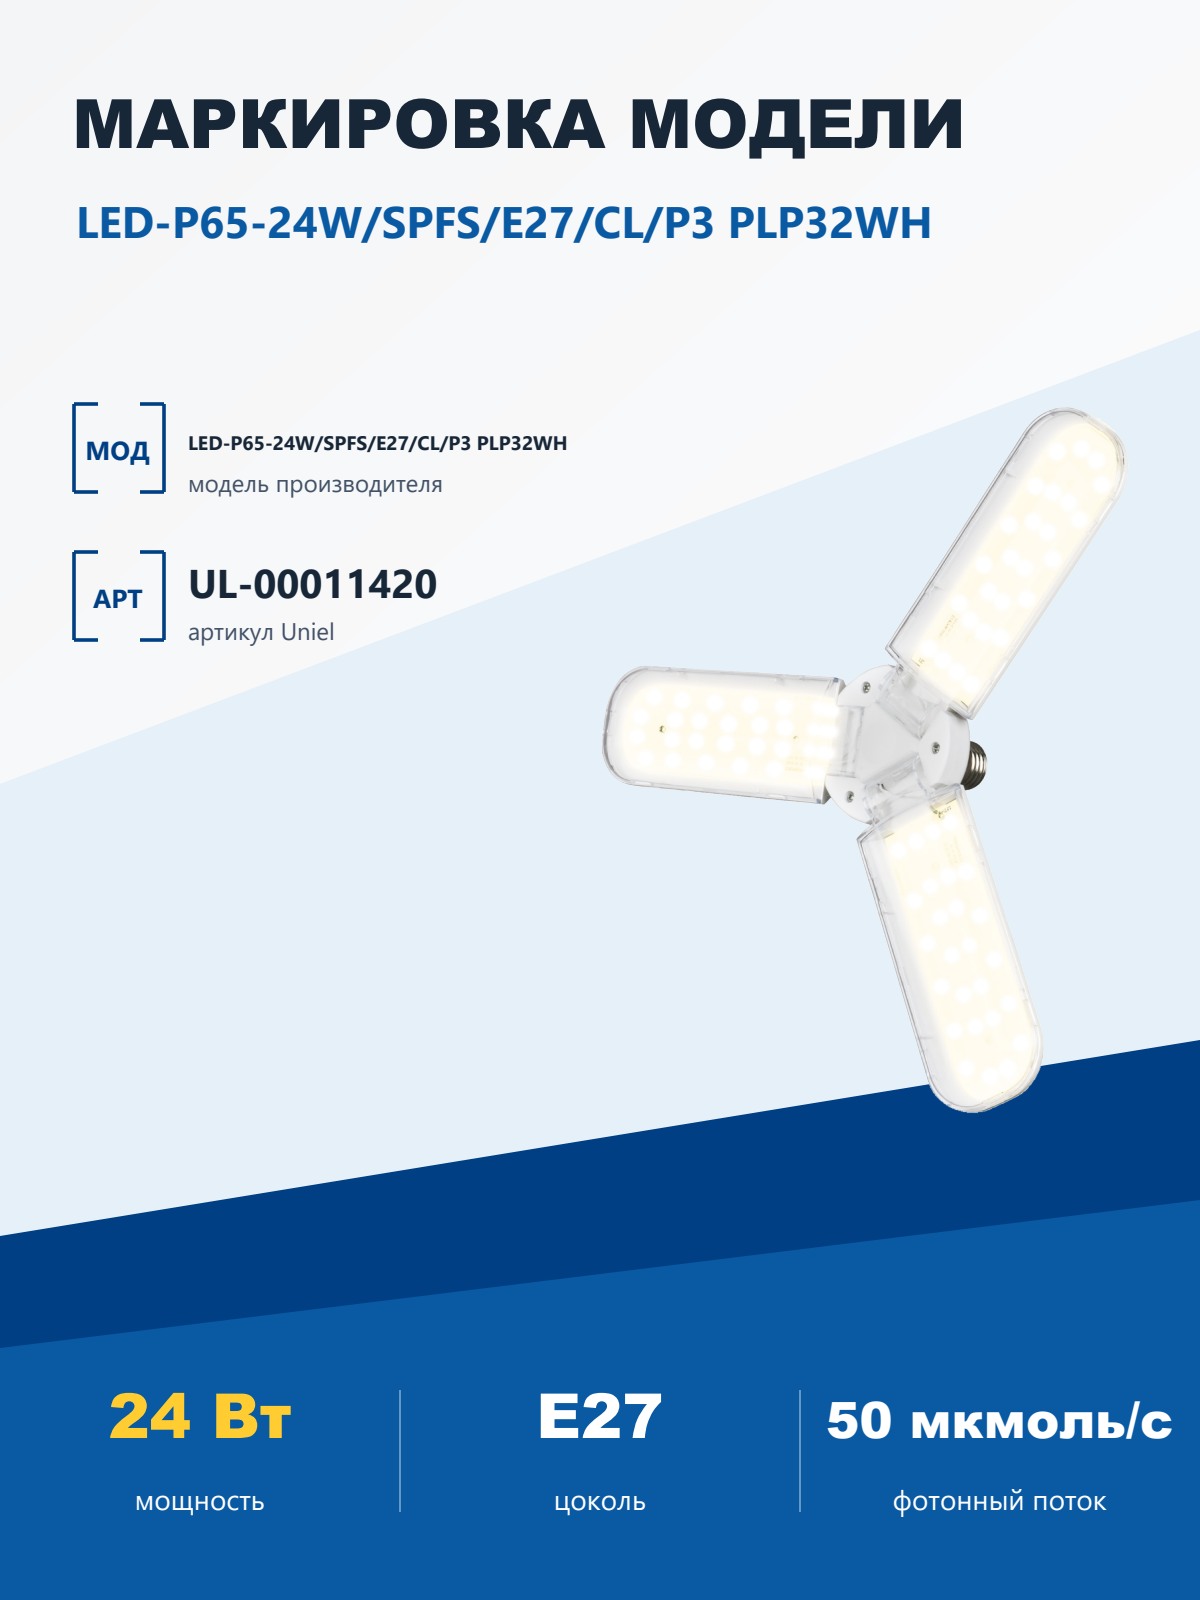 МАРКИРОВКА МОДЕЛИ
LED-P65-24W/SPFS/E27/CL/P3 PLP32WH
МОД
LED-P65-24W/SPFS/E27/CL/P3 PLP32WH
модель производителя
АРТ
UL-00011420
артикул Uniel
24 Вт
мощность
E27
цоколь
50 мкмоль/с
фотонный поток